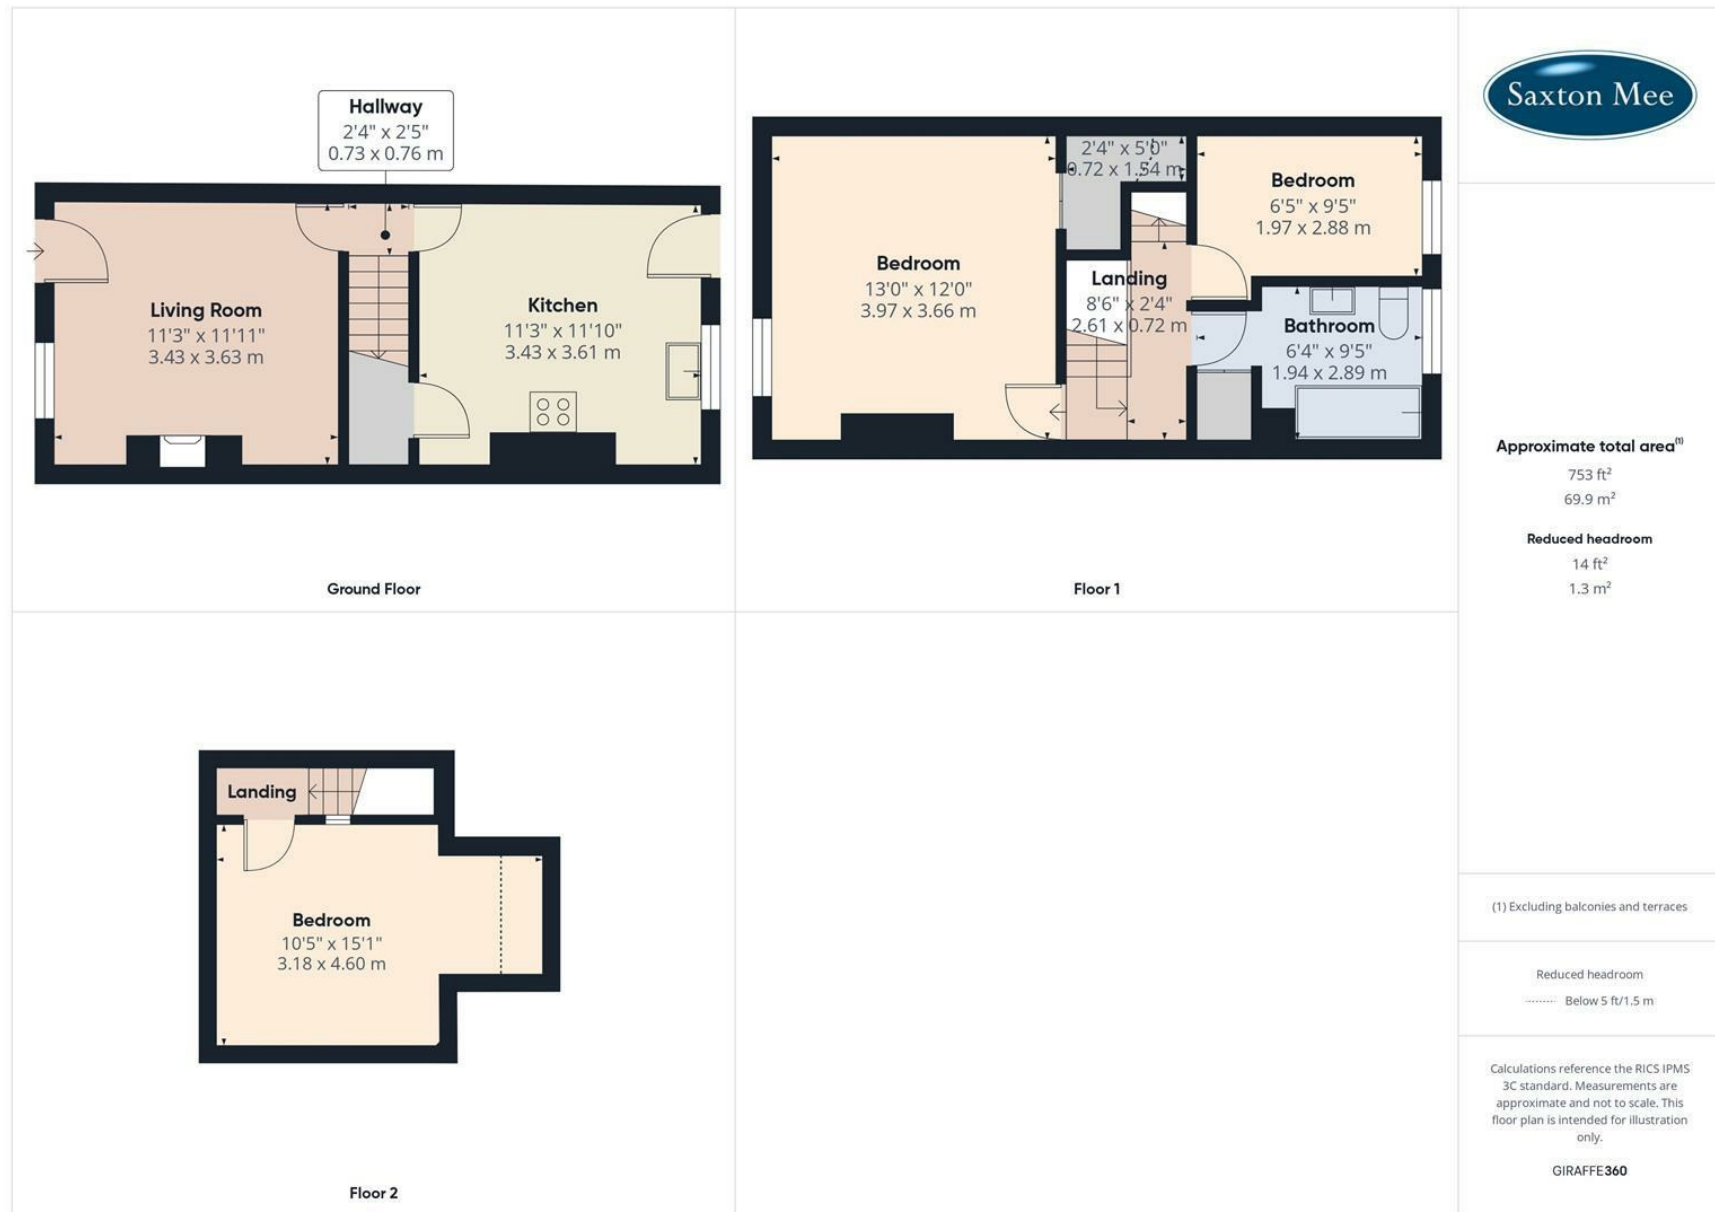 Hallway
2'4" x 2'5"
0.73 x 0.76 m
Living Room
11'3" x 11'11"
3.43 x 3.63 m
Kitchen
11'3" x 11'10"
3.43 x 3.61 m
Ground Floor
Bedroom
13'0" x 12'0"
3.97 x 3.66 m
2'4" x 5'0"
0.72 x 1.54 m
Bedroom
6'5" x 9'5"
1.97 x 2.88 m
Landing
8'6" x 2'4"
2.61 x 0.72 m
Bathroom
6'4" x 9'5"
1.94 x 2.89 m
Floor 1
Landing
Bedroom
10'5" x 15'1"
3.18 x 4.60 m
Floor 2
Saxton Mee
Approximate total area(1)
753 ft²
69.9 m²
Reduced headroom
14 ft²
1.3 m²
(1) Excluding balconies and terraces
Reduced headroom
Below 5 ft/1.5 m
Calculations reference the RICS IPMS
3C standard. Measurements are
approximate and not to scale. This
floor plan is intended for illustration
only.
GIRAFFE360